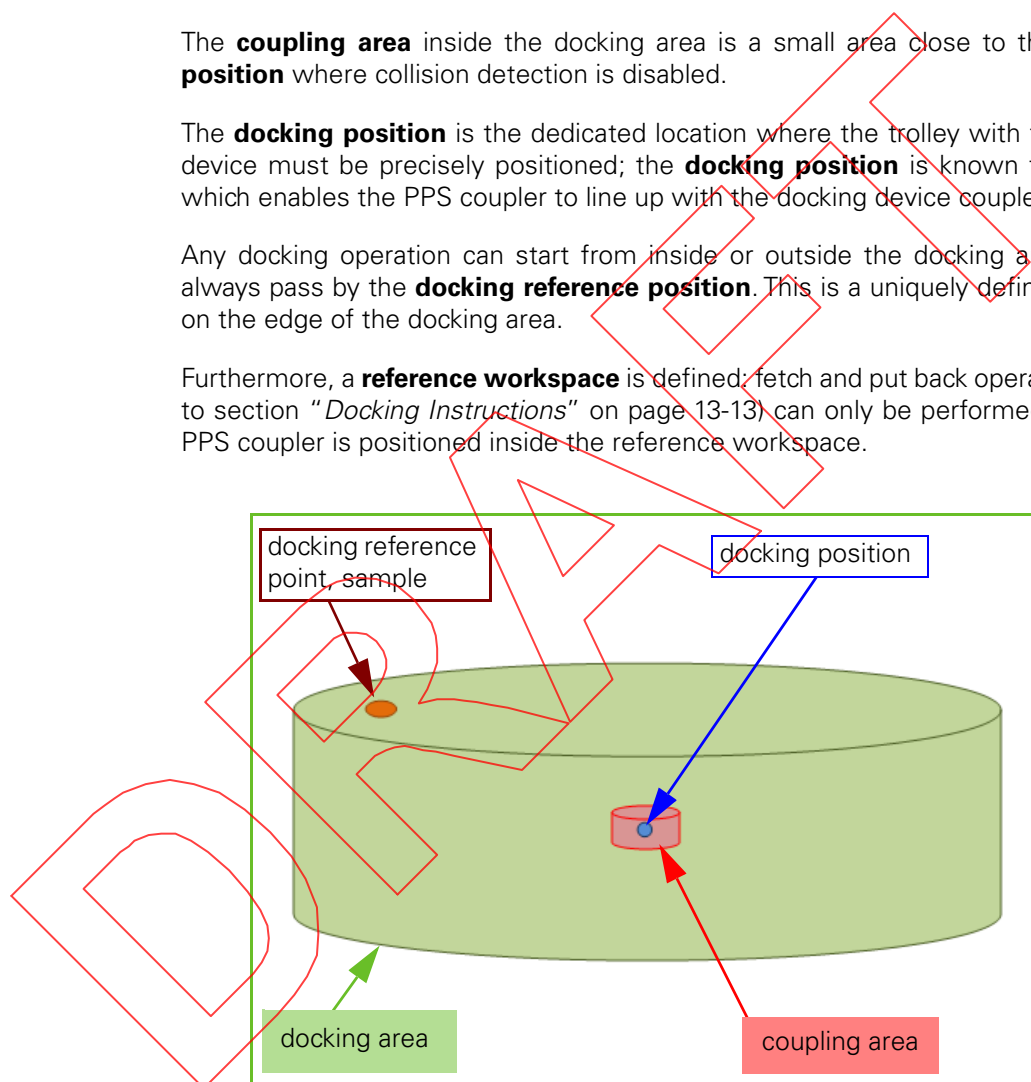 The coupling area inside the docking area is a small area close to
position where collision detection is disabled.
The docking position is the dedicated location where the trolley with
device must be precisely positioned; the docking position is known
which enables the PPS coupler to line up with the docking device
Any docking operation can start from inside or outside the docking
always pass by the docking reference position. This is a uniquely
on the edge of the docking area.
Furthermore, a reference workspace is defined: fetch and put back
to section “Docking Instructions” on page 13-13) can only be
PPS coupler is positioned inside the reference workspace.
docking reference
point, sample
docking position
docking area
coupling area
DRAFT